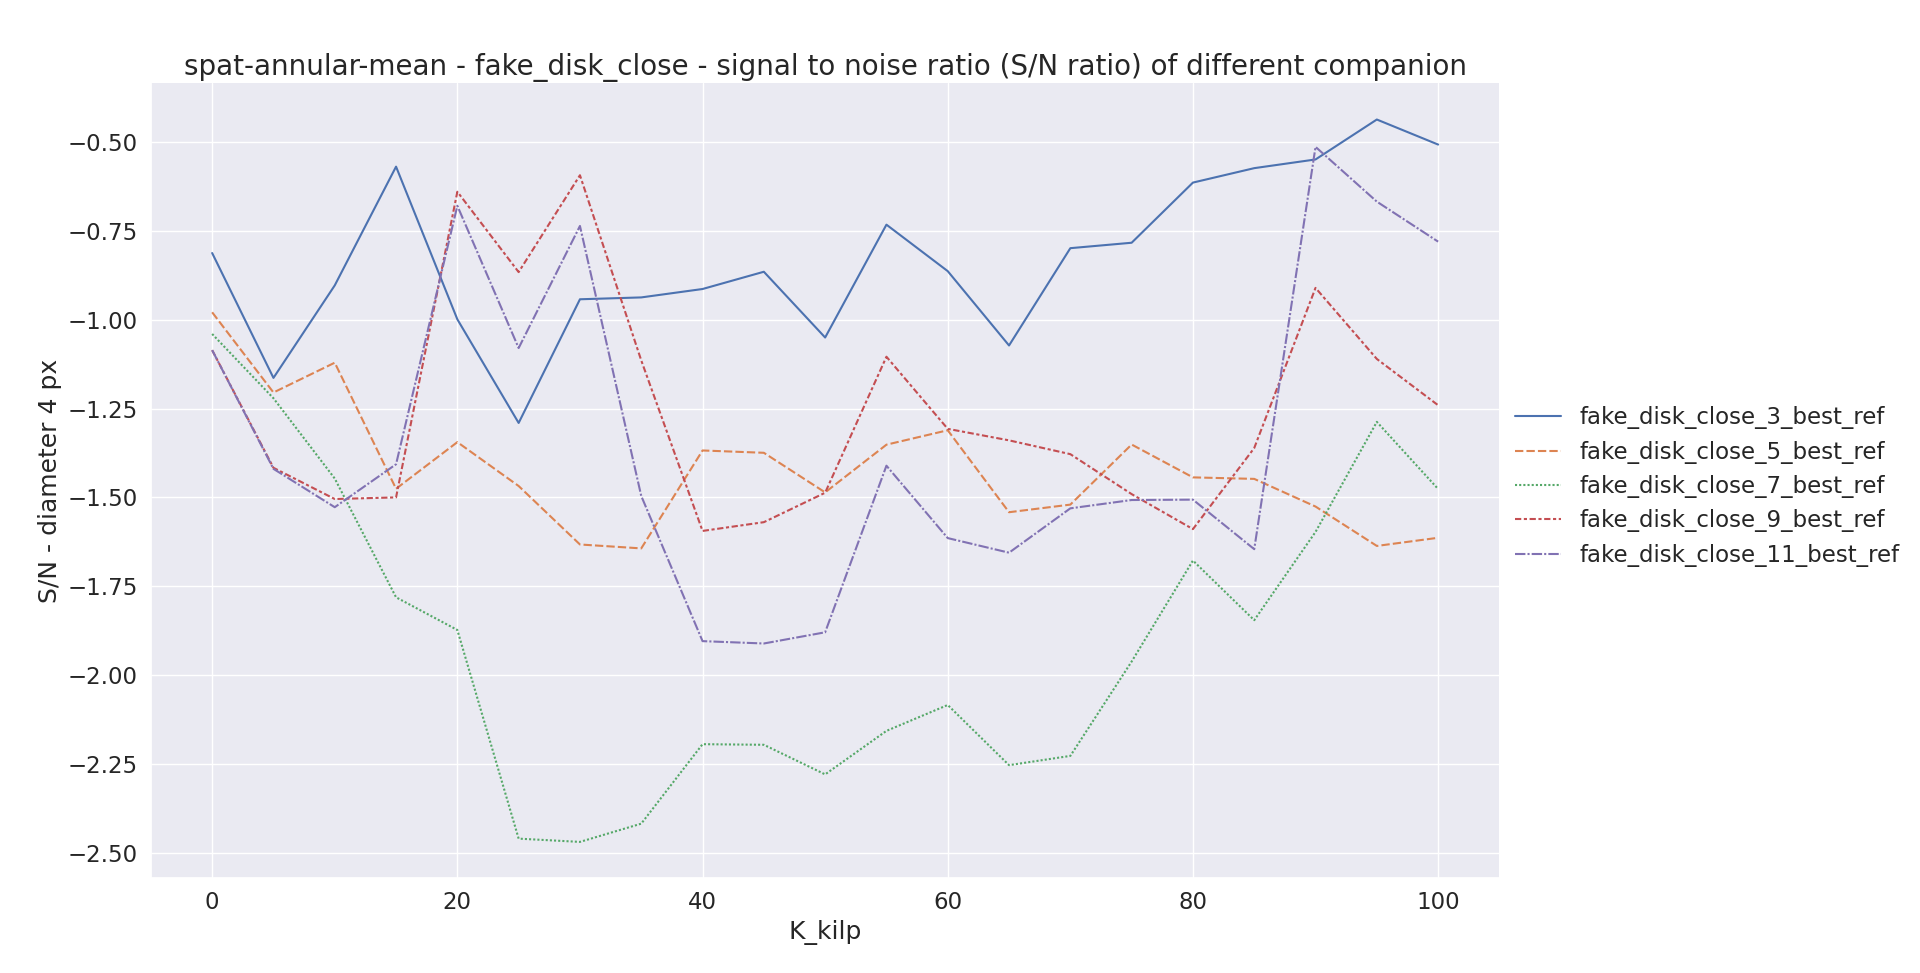 spat-annular-mean - fake_disk_close - signal to noise ratio (S/N ratio) of different companion
S/N - diameter 4 px
−0.50
−0.75
−1.00
−1.25
−1.50
−1.75
−2.00
−2.25
−2.50
0 20 40 60 80 100
K_kilp
fake_disk_close_3_best_ref
fake_disk_close_5_best_ref
fake_disk_close_7_best_ref
fake_disk_close_9_best_ref
fake_disk_close_11_best_ref